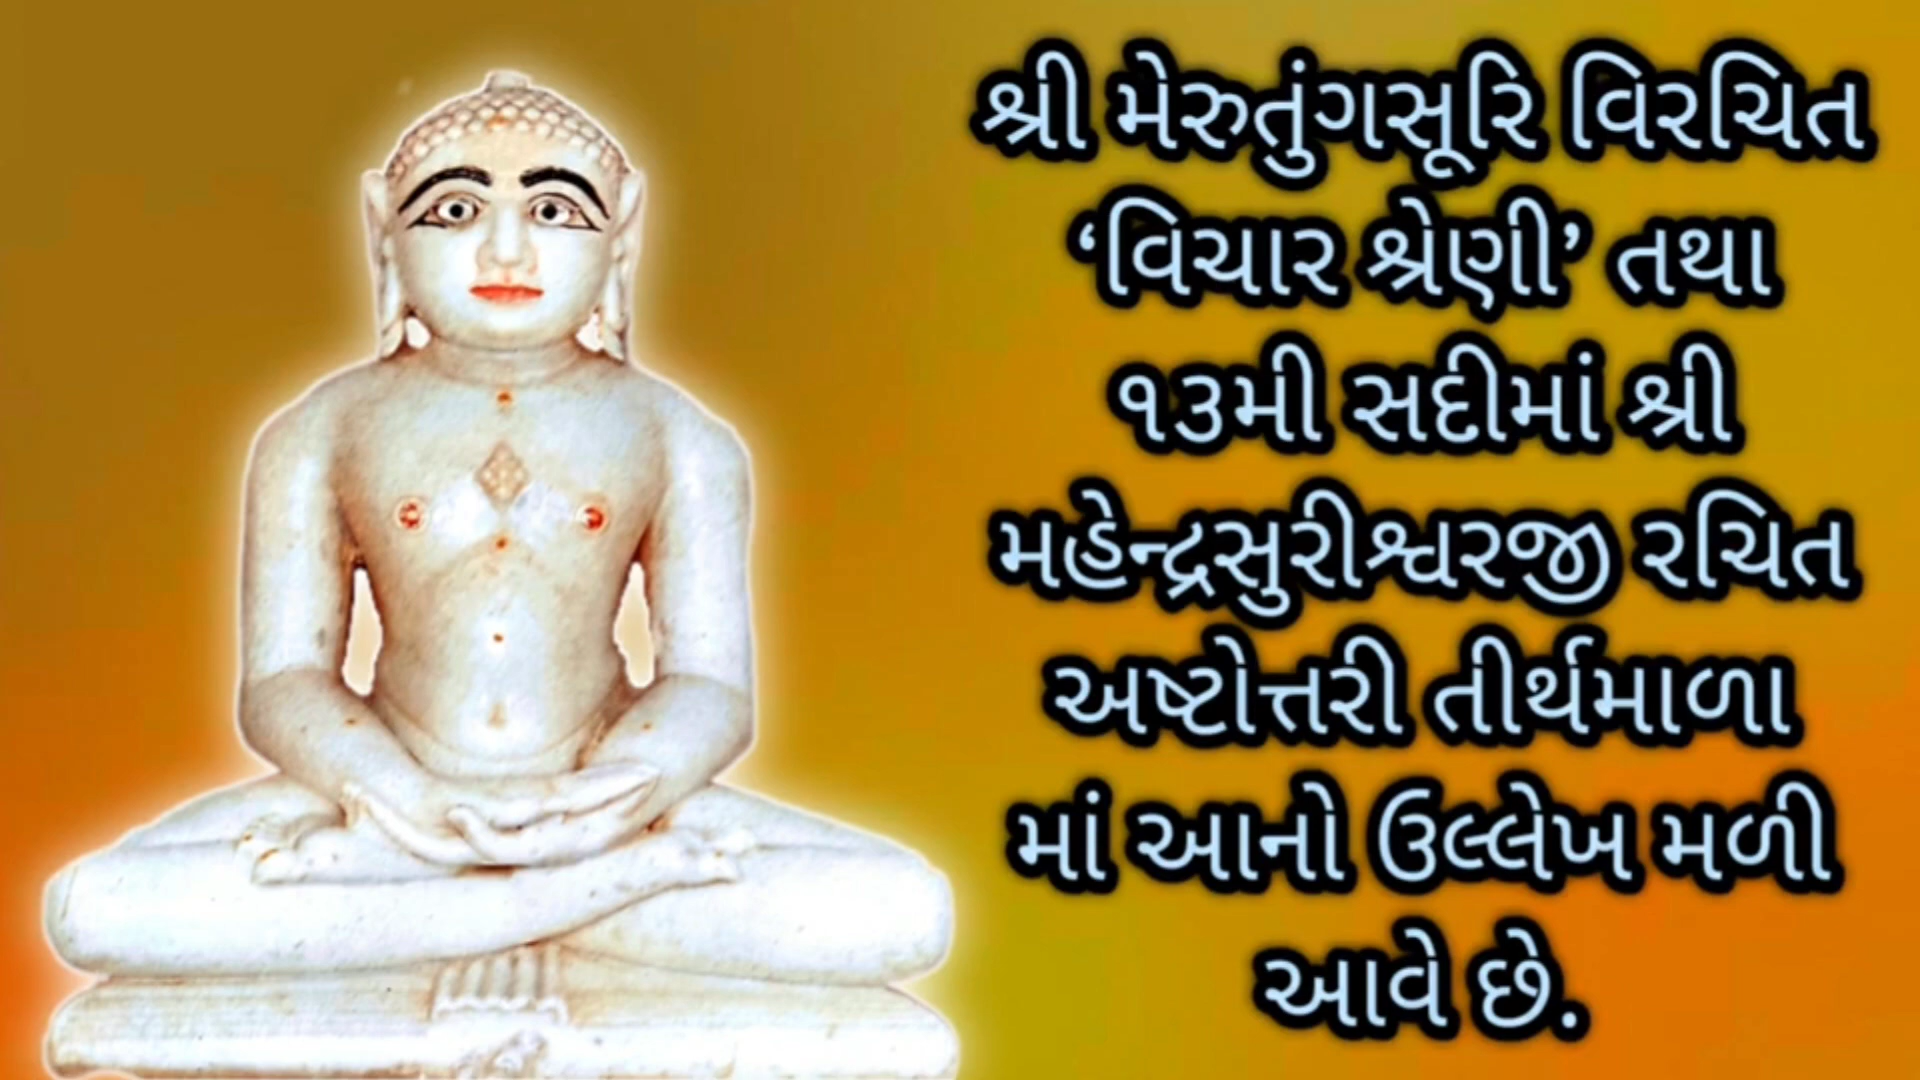 શ્રી મેરુતુંગસૂરિ વિરચિત
‘વિચાર શ્રેણી’ તથા
૧૩મી સદીમાં શ્રી
મહેન્દ્રસુરીશ્વરજી રચિત
અષ્ટોત્તરી તીર્થમાળા
માં આનો ઉલ્લેખ મળી
આવે છે.